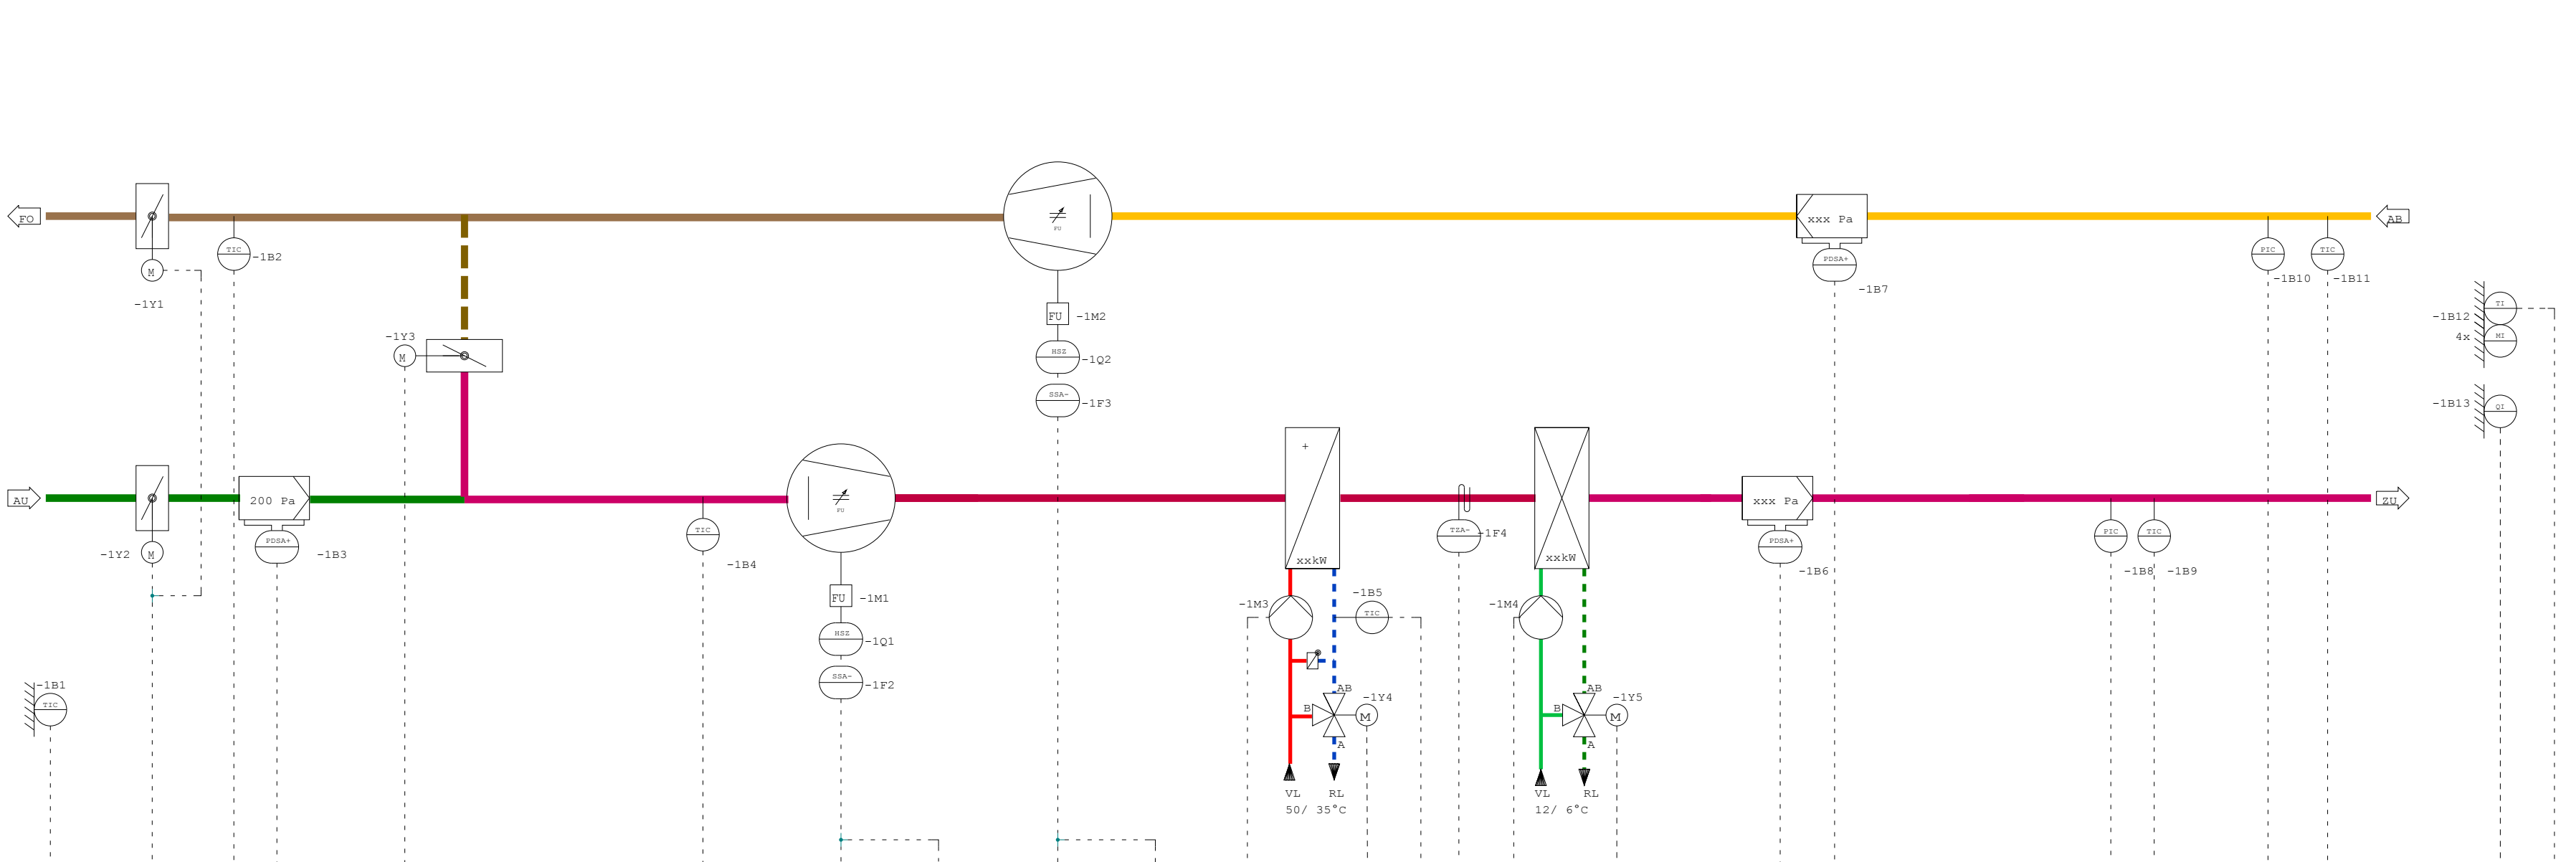 FO
AB
xxx Pa
TIC
-1B2
M
-1Y1
FU
PDSA+
-1B7
PIC
-1B10
TIC
-1B11
FU
-1M2
TI
-1B12
4x
MI
-1Y3
M
HSZ
-1Q2
SSA-
-1F3
-1B13
QI
+
AU
200 Pa
FU
xxx Pa
ZU
M
-1Y2
PDSA+
-1B3
TIC
-1B4
TZA-
-1F4
PDSA+
-1B6
PIC
-1B8
TIC
-1B9
xxkW
xxkW
FU
-1M1
-1M3
-1B5
TIC
-1M4
HSZ
-1Q1
SSA-
-1F2
-1B1
TIC
AB
-1Y4
B
M
A
AB
-1Y5
B
M
A
VL
RL
50/ 35°C
VL
RL
12/ 6°C